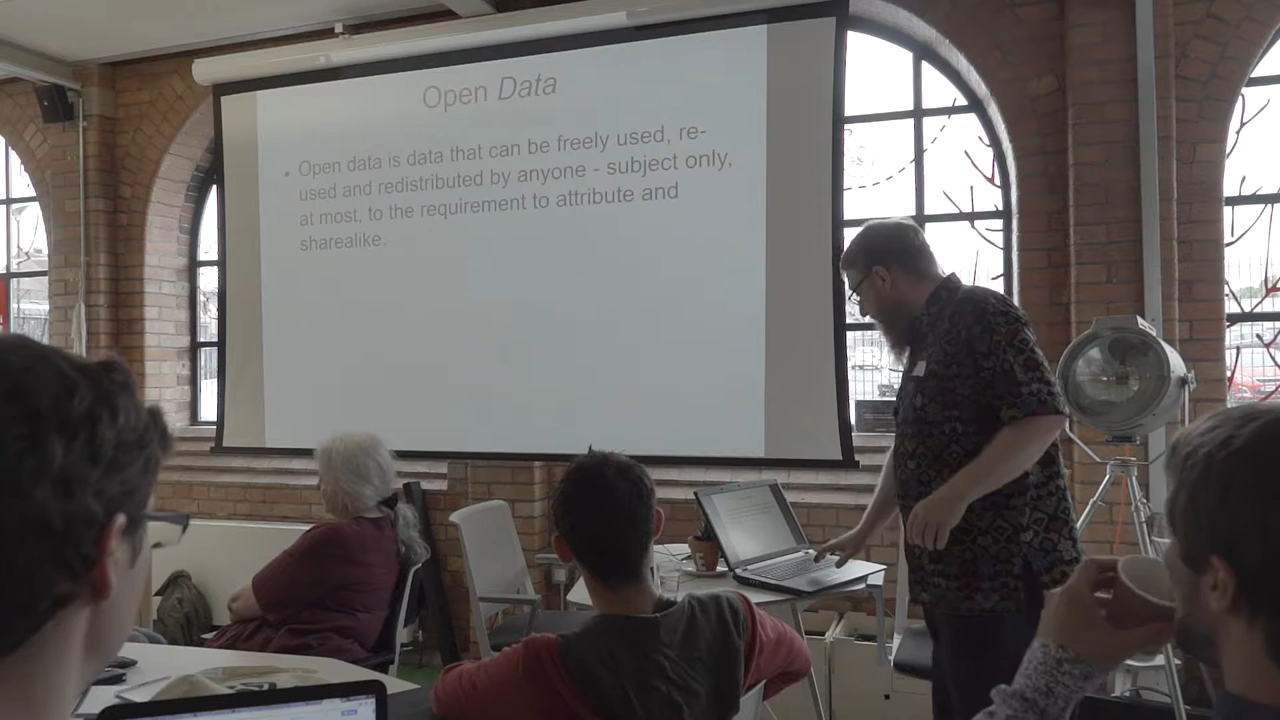 Open Data
Open data is data that can be freely used, re-
used and redistributed by anyone - subject only,
at most, to the requirement to attribute and
sharealike.